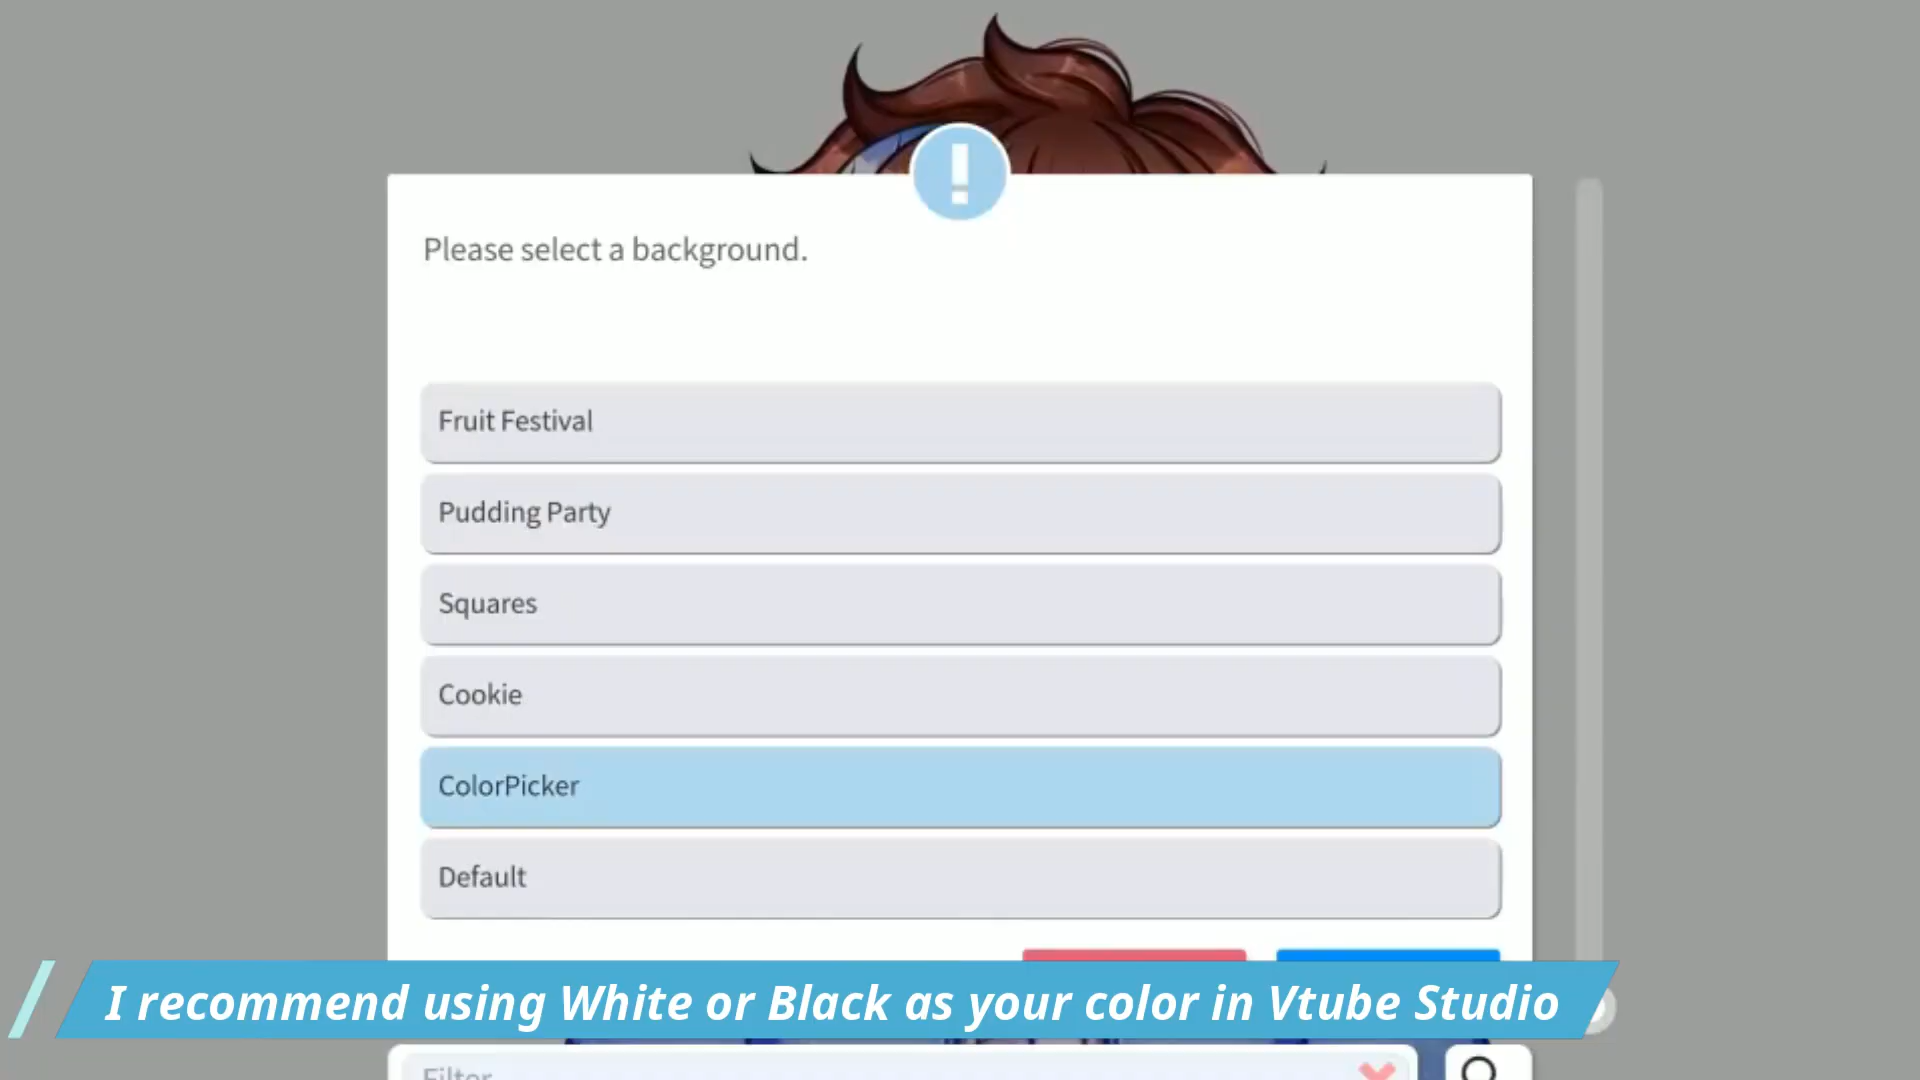 Please select a background.
Fruit Festival
Pudding Party
Squares
Cookie
ColorPicker
Default
I recommend using White or Black as your color in Vtube Studio
Filter